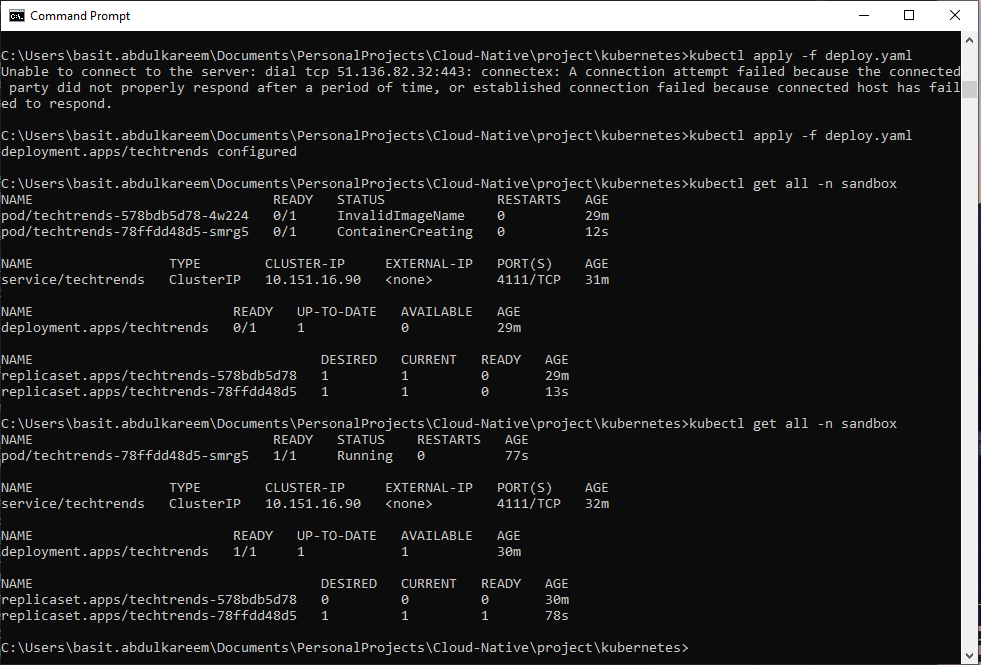 Command Prompt
C:\Users\basit.abdulkareem\Documents\PersonalProjects\Cloud-Native\project\kubernetes>kubectl apply -f deploy.yaml
Unable to connect to the server: dial tcp 51.136.82.32:443: connectex: A connection attempt failed because the connected
 party did not properly respond after a period of time, or established connection failed because connected host has fail
ed to respond.
C:\Users\basit.abdulkareem\Documents\PersonalProjects\Cloud-Native\project\kubernetes>kubectl apply -f deploy.yaml
deployment.apps/techtrends configured
C:\Users\basit.abdulkareem\Documents\PersonalProjects\Cloud-Native\project\kubernetes>kubectl get all -n sandbox
NAME READY STATUS RESTARTS AGE
pod/techtrends-578bdb5d78-4w224 0/1 InvalidImageName 0 29m
pod/techtrends-78ffdd48d5-smrg5 0/1 ContainerCreating 0 12s
NAME TYPE CLUSTER-IP EXTERNAL-IP PORT(S) AGE
service/techtrends ClusterIP 10.151.16.90 <none> 4111/TCP 31m
NAME READY UP-TO-DATE AVAILABLE AGE
deployment.apps/techtrends 0/1 1 0 29m
NAME DESIRED CURRENT READY AGE
replicaset.apps/techtrends-578bdb5d78 1 1 0 29m
replicaset.apps/techtrends-78ffdd48d5 1 1 0 13s
C:\Users\basit.abdulkareem\Documents\PersonalProjects\Cloud-Native\project\kubernetes>kubectl get all -n sandbox
NAME READY STATUS RESTARTS AGE
pod/techtrends-78ffdd48d5-smrg5 1/1 Running 0 77s
NAME TYPE CLUSTER-IP EXTERNAL-IP PORT(S) AGE
service/techtrends ClusterIP 10.151.16.90 <none> 4111/TCP 32m
NAME READY UP-TO-DATE AVAILABLE AGE
deployment.apps/techtrends 1/1 1 1 30m
NAME DESIRED CURRENT READY AGE
replicaset.apps/techtrends-578bdb5d78 0 0 0 30m
replicaset.apps/techtrends-78ffdd48d5 1 1 1 78s
C:\Users\basit.abdulkareem\Documents\PersonalProjects\Cloud-Native\project\kubernetes>